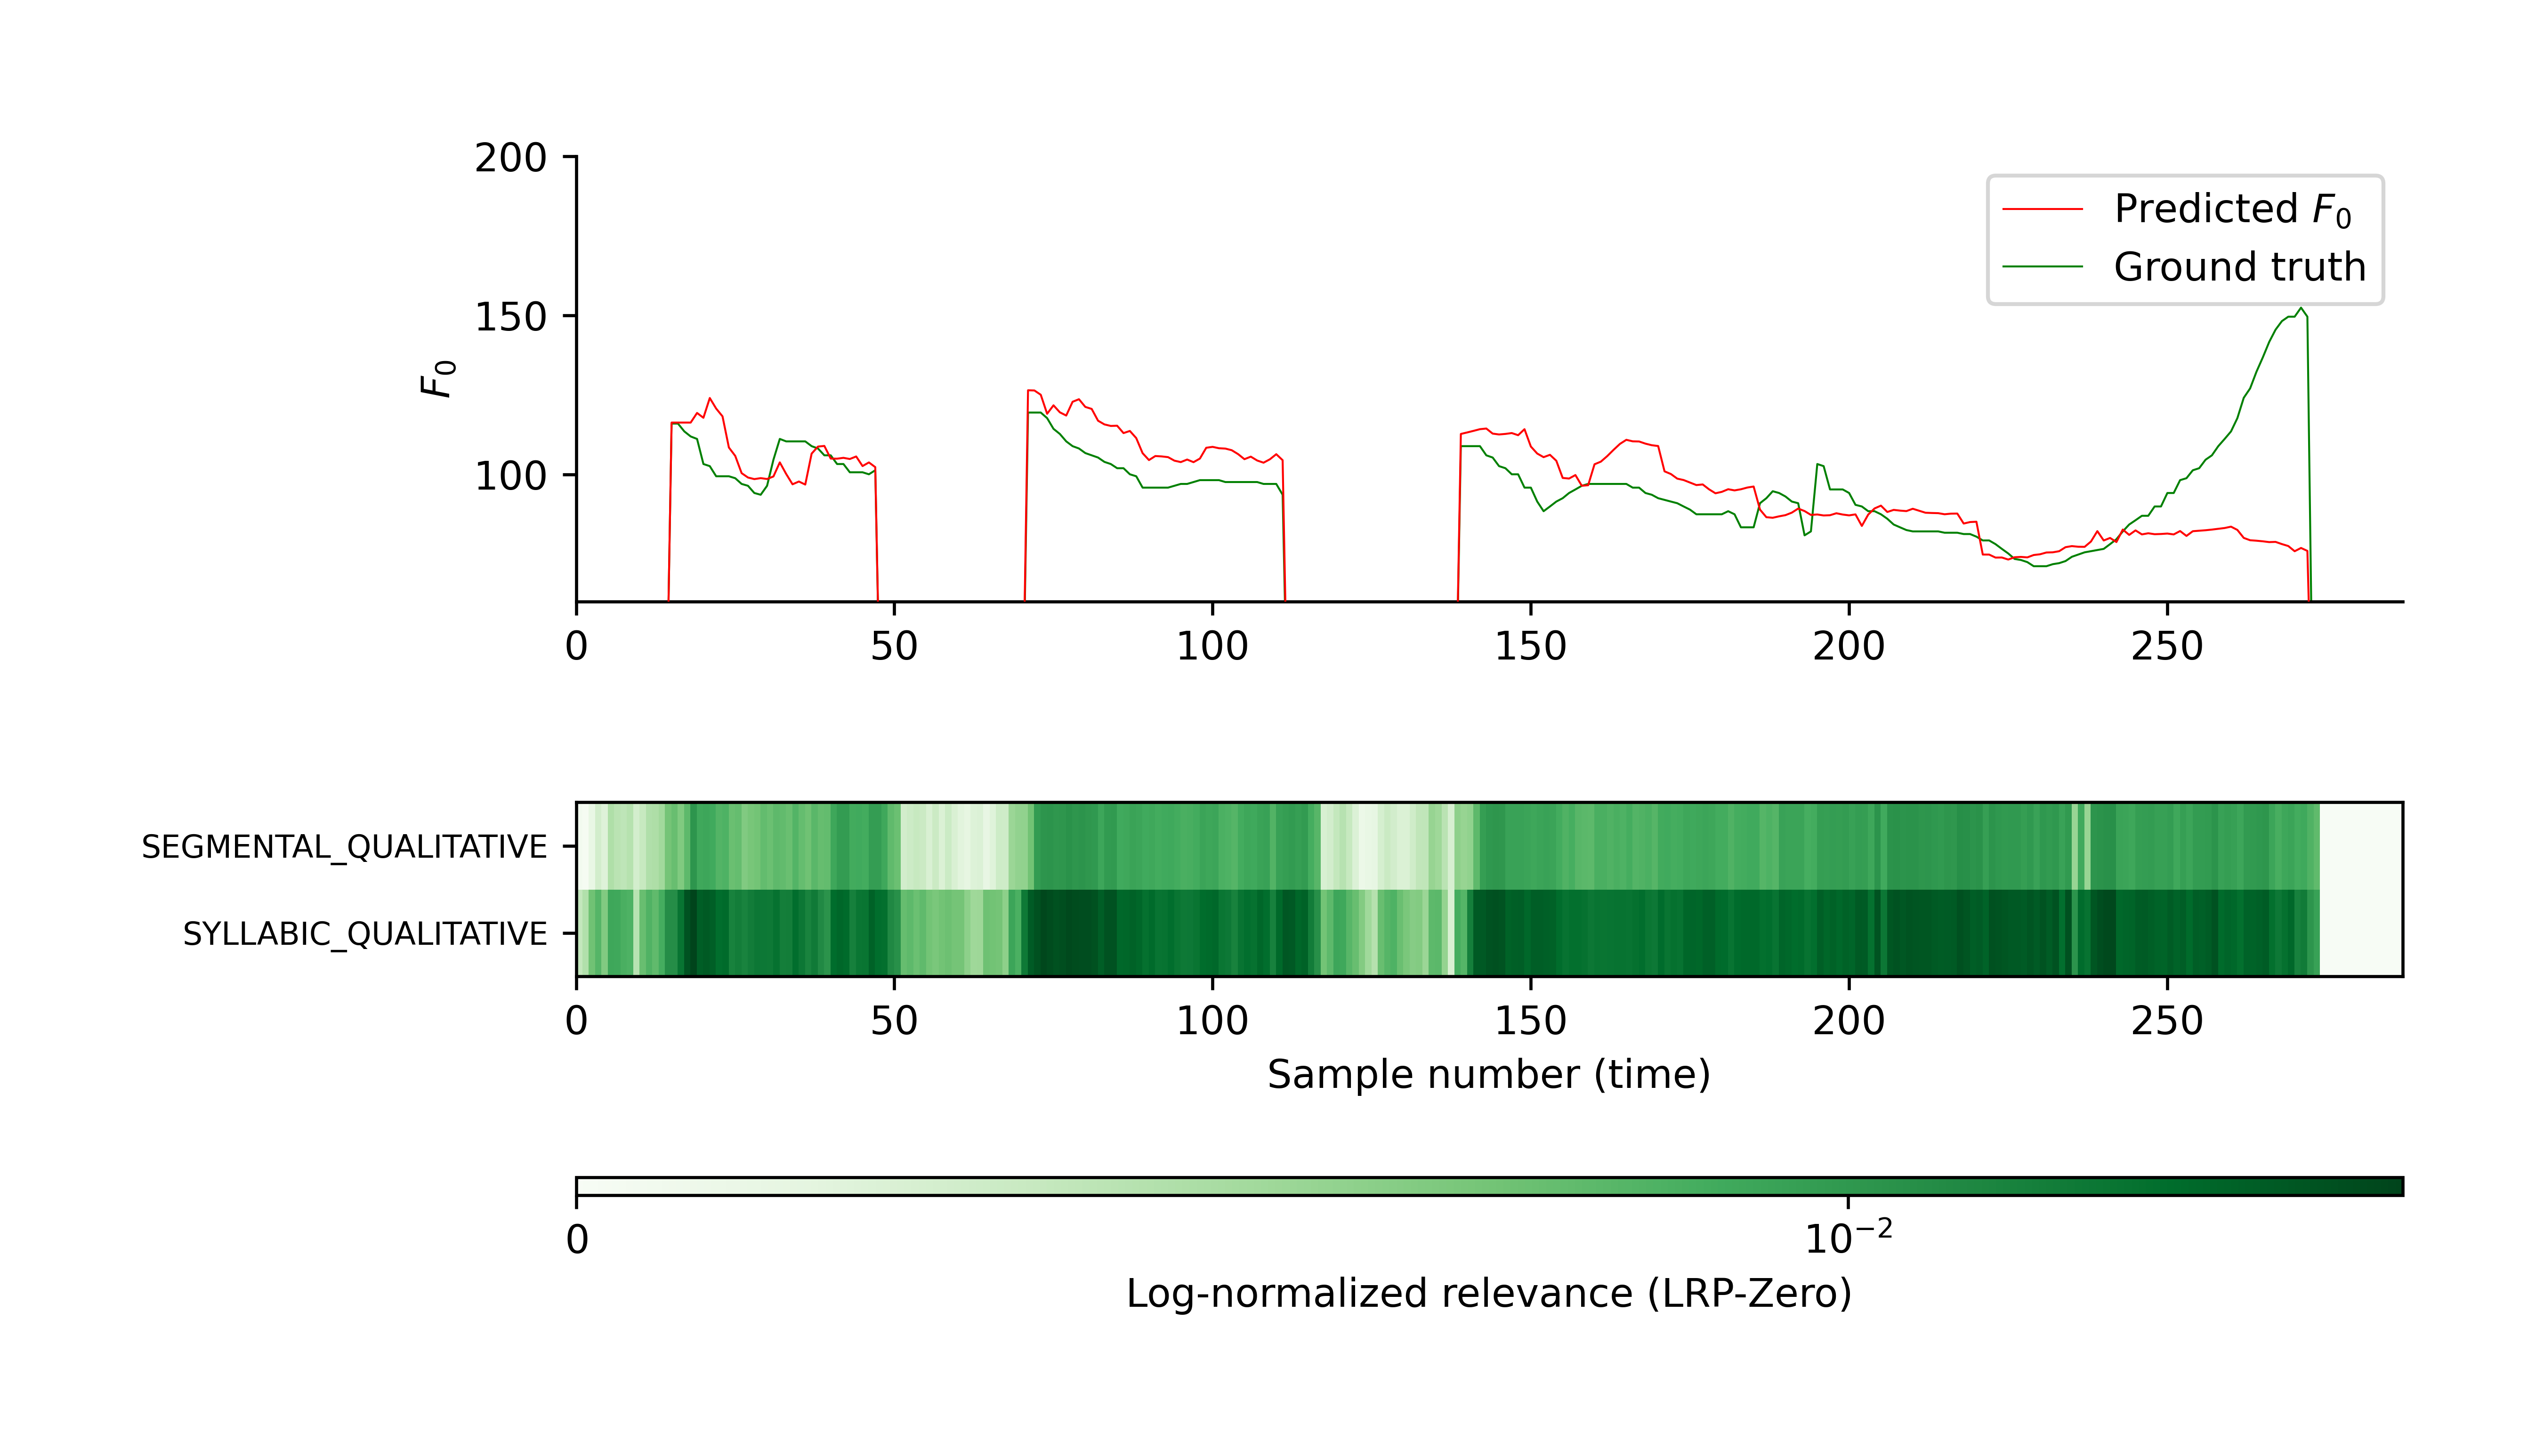 200
150
100
F0
Predicted F0
Ground truth
0 50 100 150 200 250
SEGMENTAL_QUALITATIVE
SYLLABIC_QUALITATIVE
0 50 100 150 200 250
Sample number (time)
0 10−2
Log-normalized relevance (LRP-Zero)